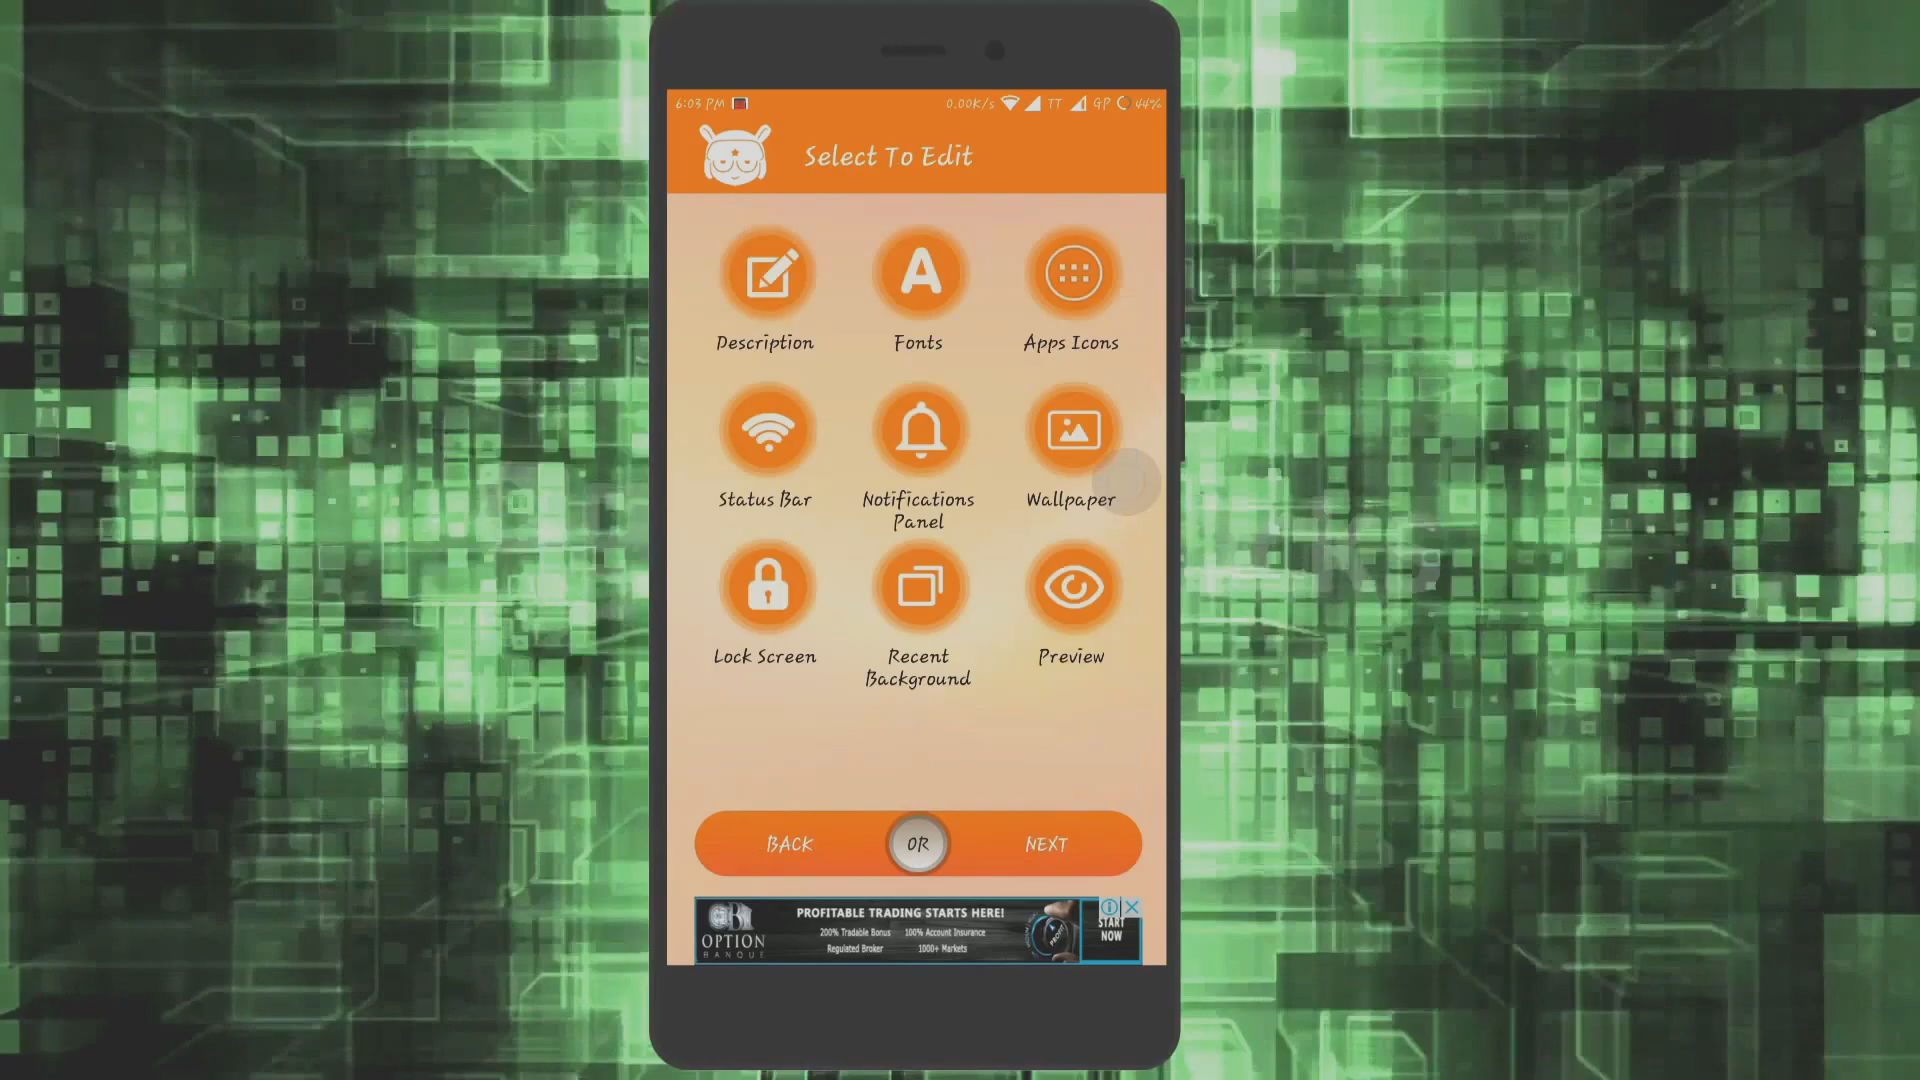 6:03 PM 0.00K/s TT GP 44%
Select To Edit
Description Fonts Apps Icons
Status Bar Notifications Panel Wallpaper
Lock Screen Recent Background Preview
BACK OR NEXT
OPTION
BANQUE
PROFITABLE TRADING STARTS HERE!
200% Tradable Bonus 100% Account Insurance
Regulated Broker 1000+ Markets
PROFIT
START
NOW